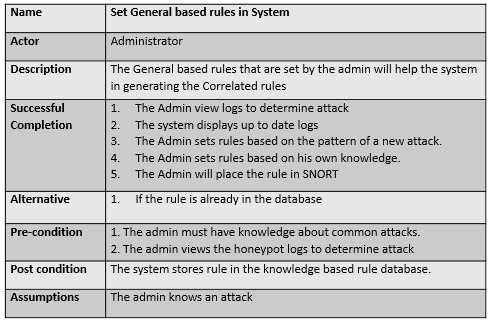 Name Set General based rules in System
Actor Administrator
Description The General based rules that are set by the admin will help the system
in generating the Correlated rules
Successful 1. The Admin view logs to determine attack
Completion 2. The system displays up to date logs
3. The Admin sets rules based on the pattern of a new attack.
4. The Admin sets rules based on his own knowledge.
5. The Admin will place the rule in SNORT
Alternative 1. If the rule is already in the database
Pre-condition 1. The admin must have knowledge about common attacks.
2. The admin views the honeypot logs to determine attack
Post condition The system stores rule in the knowledge based rule database.
Assumptions The admin knows an attack